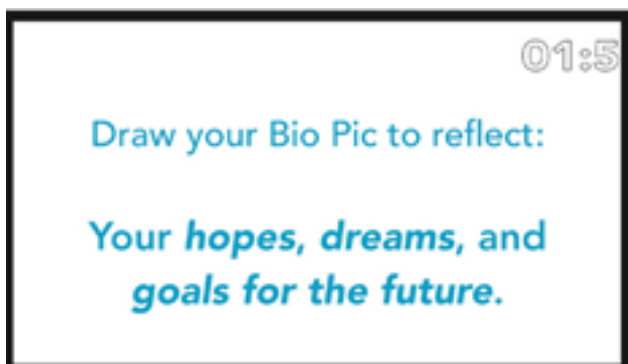 01:5
Draw your Bio Pic to reflect:
Your hopes, dreams, and
goals for the future.